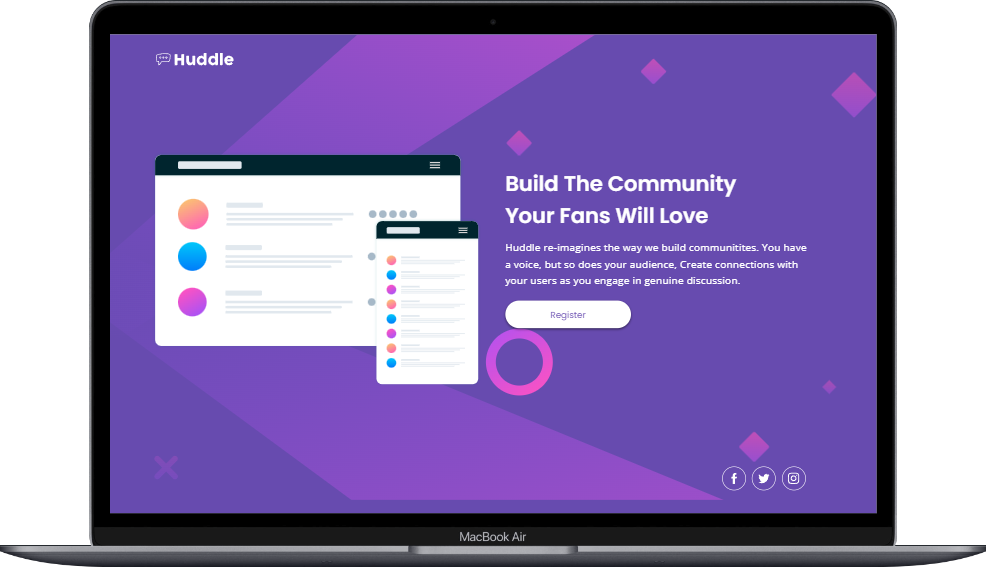 Huddle
Build The Community
Your Fans Will Love
Huddle re-imagines the way we build communitites. You have
a voice, but so does your audience, Create connections with
your users as you engage in genuine discussion.
Register
MacBook Air